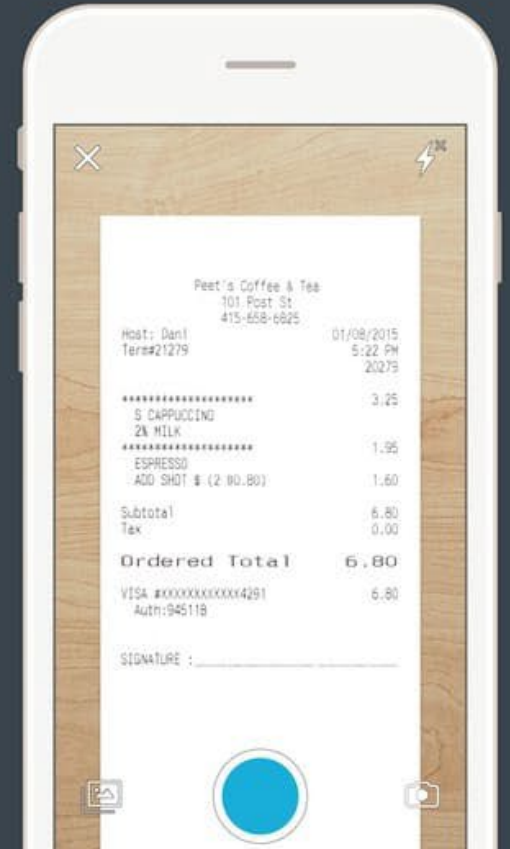 Peet's Coffee & Tea
101 Post St
415-658-6825
Host: Dani 01/08/2015
Term#21279 5:22 PM
20279
******************** 3.25
S CAPPUCCINO
2% MILK
******************** 1.95
ESPRESSO
ADD SHOT $ (2 @0.80) 1.60
Subtotal 6.80
Tax 0.00
Ordered Total 6.80
VISA #XXXXXXXXXXXX4291 6.80
Auth:94511B
SIGNATURE :